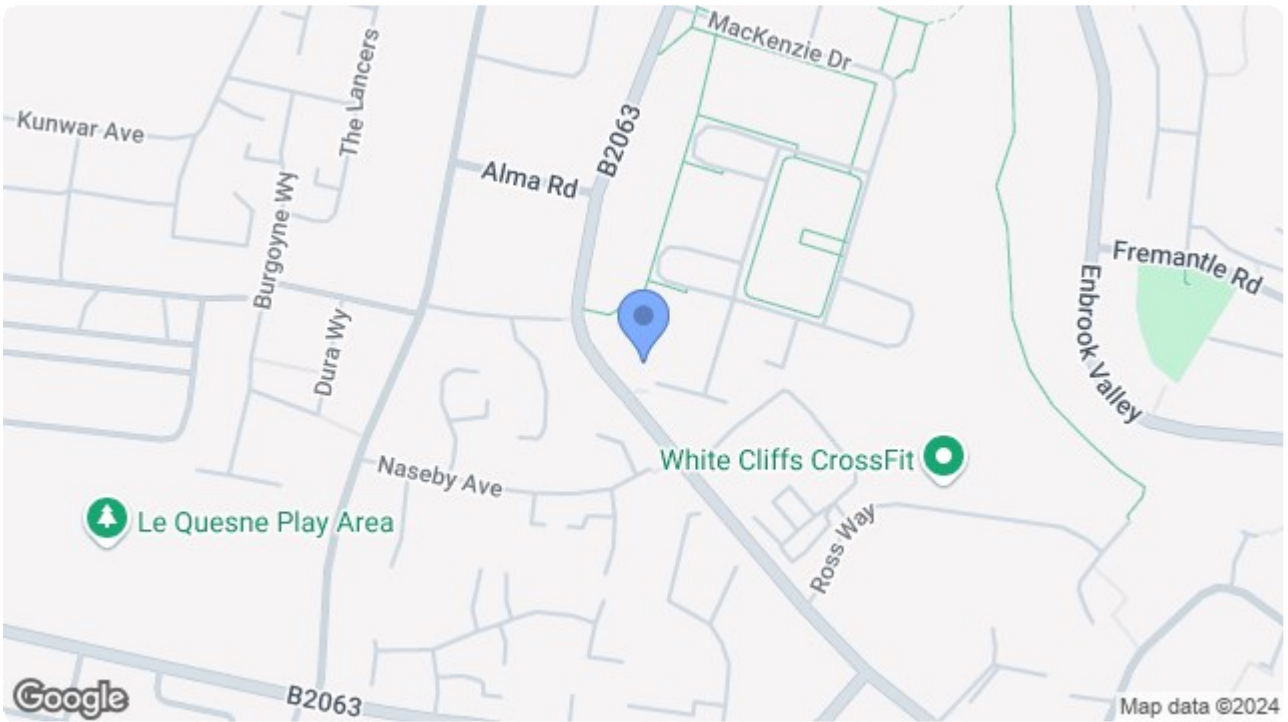 MacKenzie Dr
The Lancers
Kunwar Ave
B2063
Alma Rd
Burgoyne Wy
Fremantle Rd
Enbrook Valley
Dura Wy
White Cliffs CrossFit
Naseby Ave
Le Quesne Play Area
Ross Way
B2063
Google
Map data ©2024